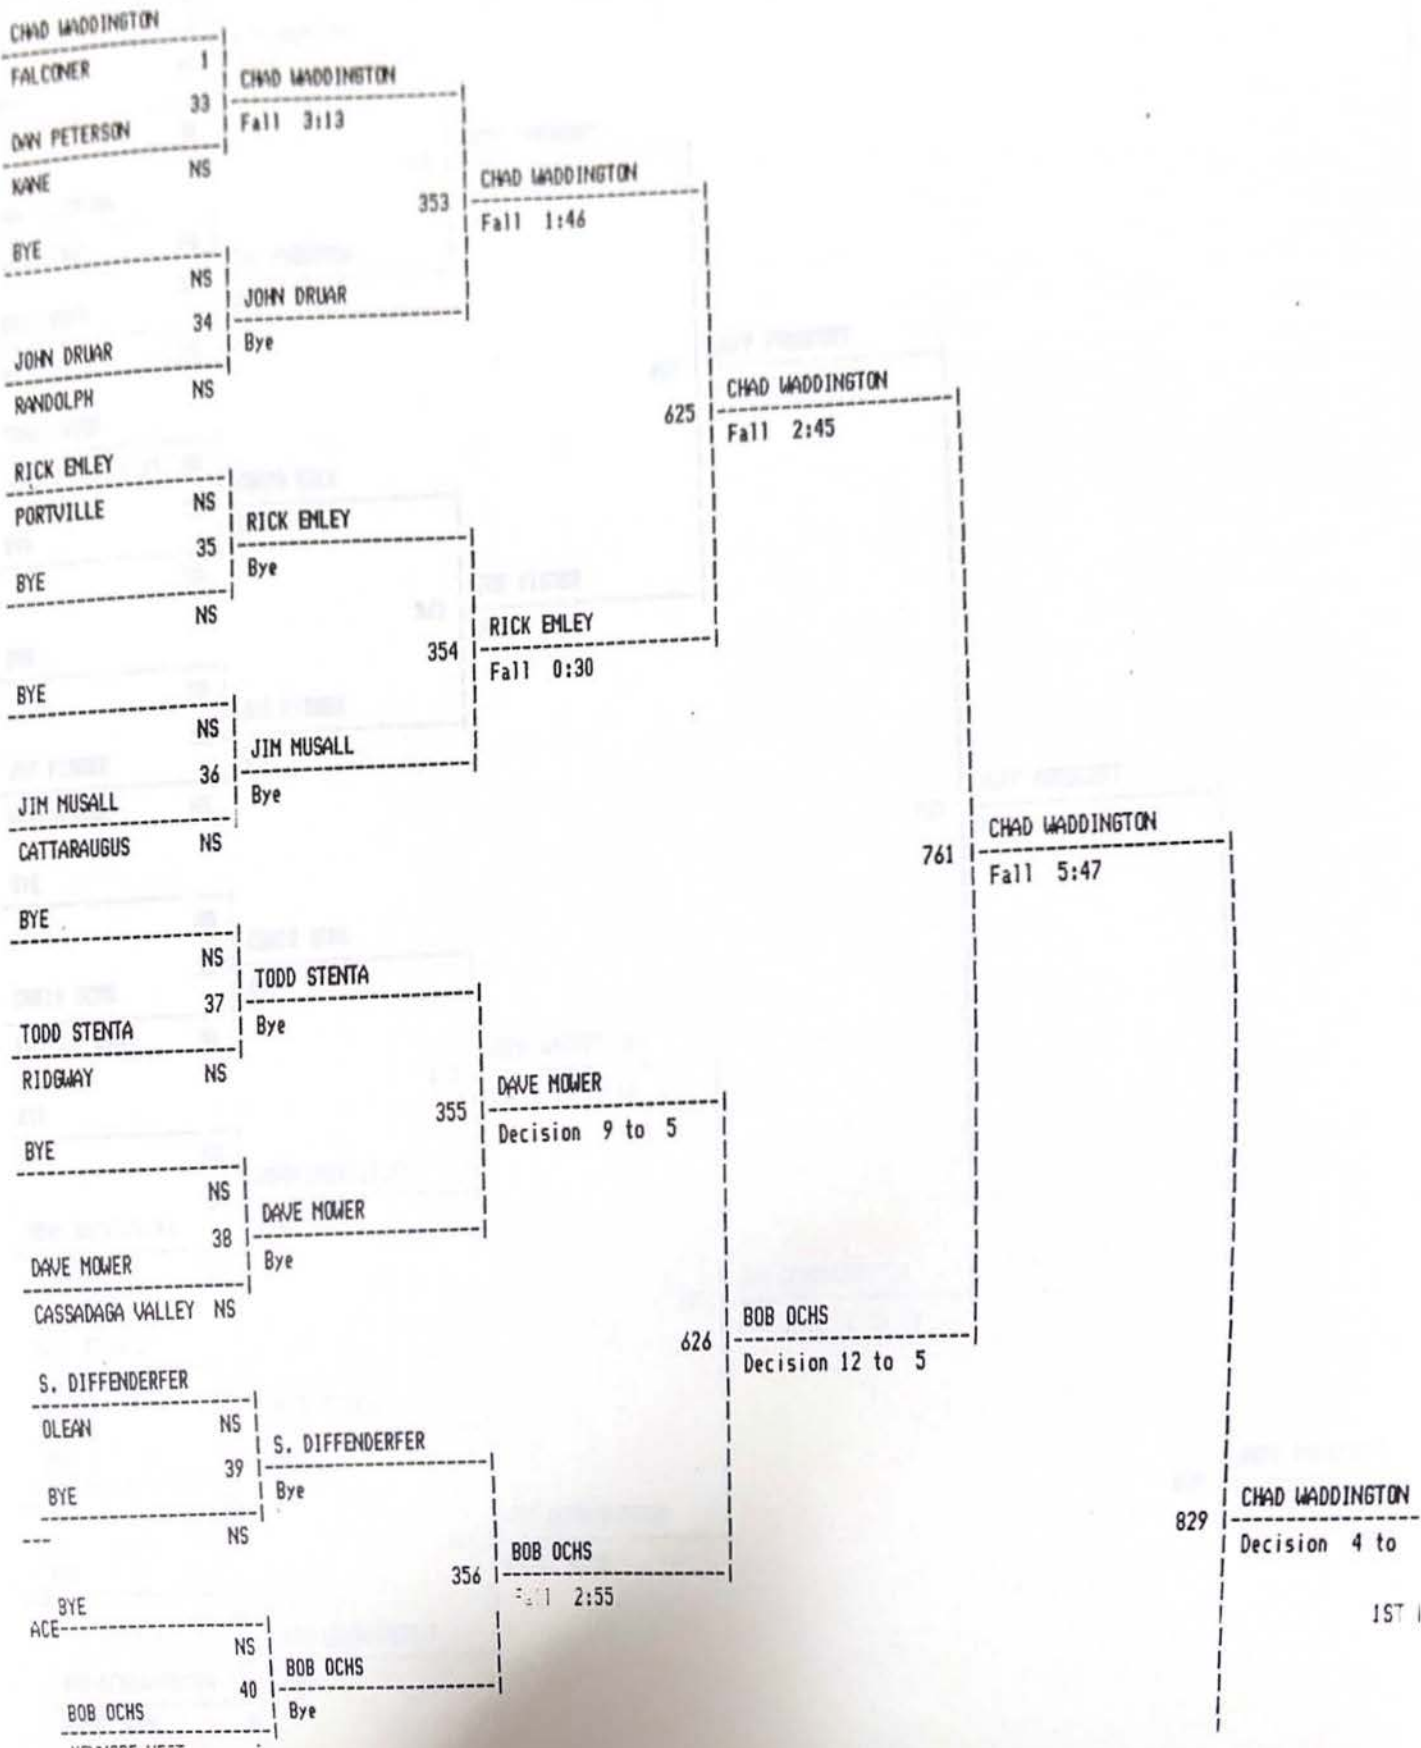 CHAD WADDINGTON
FALCONER 1
CHAD WADDINGTON
33
Fall 3:13
DAN PETERSON
KANE NS
CHAD WADDINGTON
353
Fall 1:46
BYE
NS
JOHN DRUAR
34
Bye
JOHN DRUAR
RANDOLPH NS
CHAD WADDINGTON
625
Fall 2:45
RICK EMLEY
PORTVILLE NS
RICK EMLEY
35
Bye
BYE
NS
RICK EMLEY
354
Fall 0:30
BYE
NS
JIM MUSALL
36
Bye
JIM MUSALL
CATTARAUGUS NS
CHAD WADDINGTON
761
Fall 5:47
BYE
NS
TODD STENTA
37
Bye
TODD STENTA
RIDGWAY NS
DAVE MOWER
355
Decision 9 to 5
BYE
NS
DAVE MOWER
38
Bye
DAVE MOWER
CASSADAGA VALLEY NS
BOB OCHS
626
Decision 12 to 5
S. DIFFENDERFER
OLEAN NS
S. DIFFENDERFER
39
Bye
BYE
--- NS
CHAD WADDINGTON
829
Decision 4 to
BOB OCHS
356
Fall 2:55
1ST
BYE
ACE
NS
BOB OCHS
40
Bye
BOB OCHS